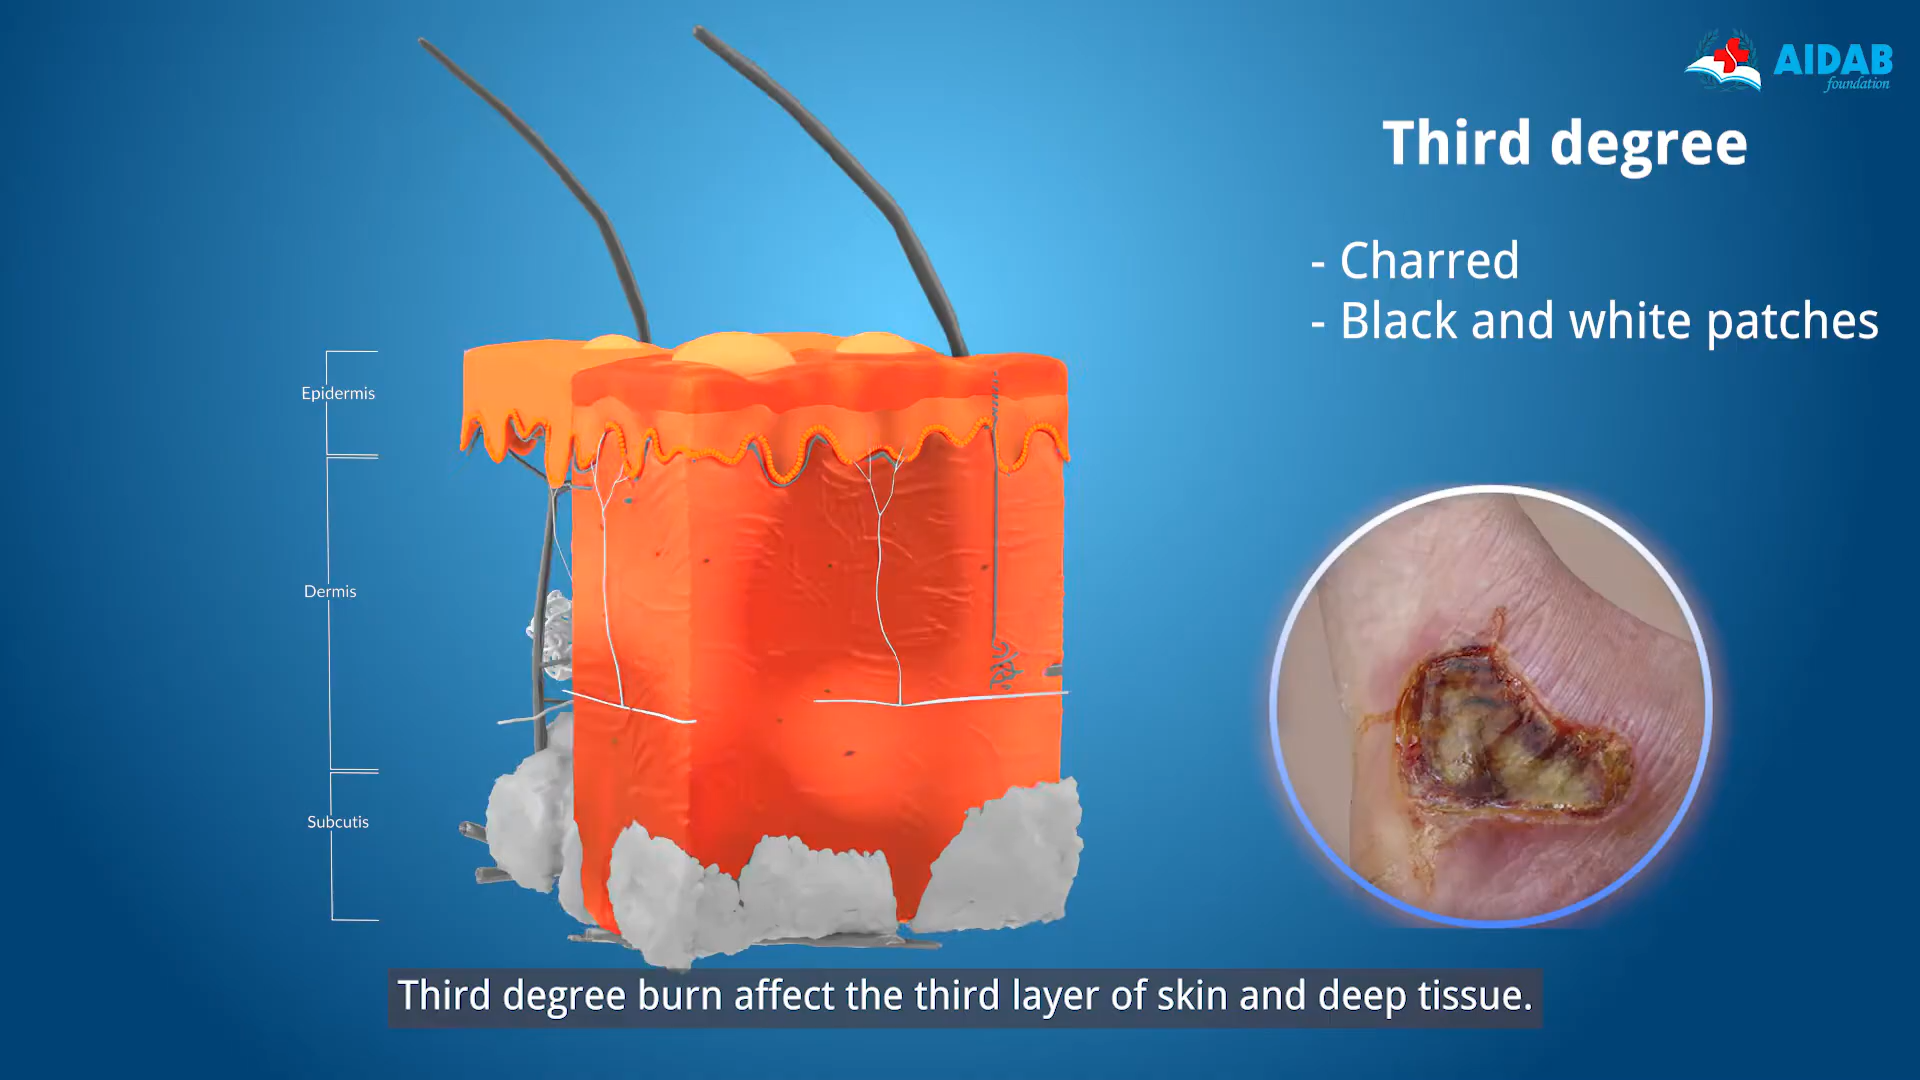 AIDAB
foundation
Third degree
- Charred
- Black and white patches
Epidermis
Dermis
Subcutis
Third degree burn affect the third layer of skin and deep tissue.